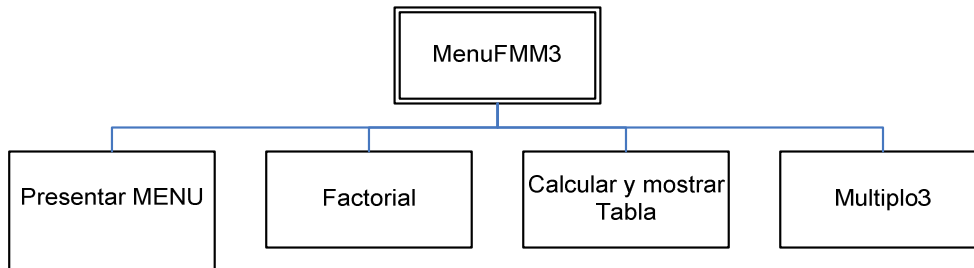 MenuFMM3
Presentar MENU
Factorial
Calcular y mostrar
Tabla
Multiplo3